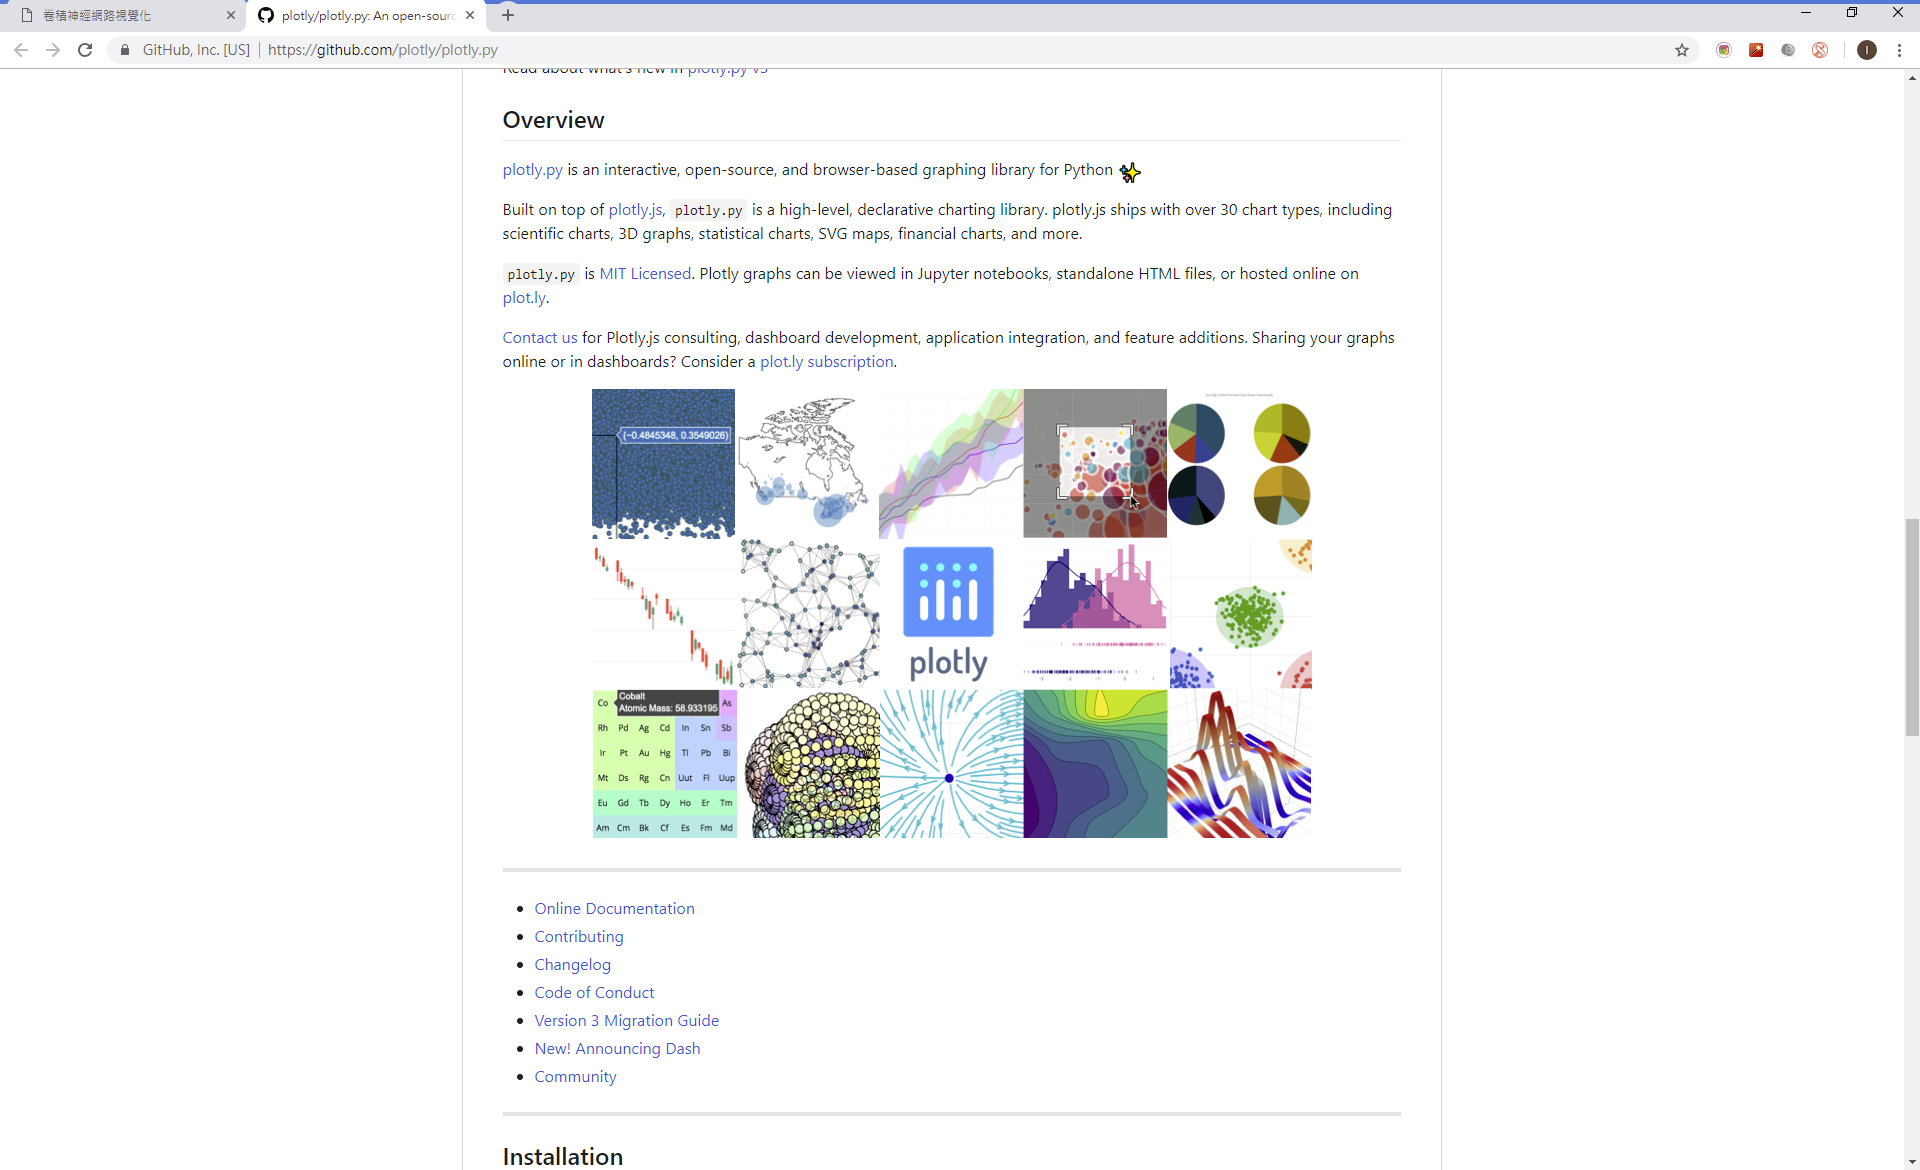 卷積神經網路視覺化
plotly/plotly.py: An open-sourc
GitHub, Inc. [US]
https://github.com/plotly/plotly.py
Read about what's new in plotly.py v3
Overview
plotly.py is an interactive, open-source, and browser-based graphing library for Python
Built on top of plotly.js, plotly.py is a high-level, declarative charting library. plotly.js ships with over 30 chart types, including
scientific charts, 3D graphs, statistical charts, SVG maps, financial charts, and more.
plotly.py is MIT Licensed. Plotly graphs can be viewed in Jupyter notebooks, standalone HTML files, or hosted online on
plot.ly.
Contact us for Plotly.js consulting, dashboard development, application integration, and feature additions. Sharing your graphs
online or in dashboards? Consider a plot.ly subscription.
(−0.4845348, 0.3549026)
plotly
Cobalt
Co As
Atomic Mass: 58.933195
Rh Pd Ag Cd In Sn Sb
Ir Pt Au Hg Tl Pb Bi
Mt Ds Rg Cn Uut Fl Uup
Eu Gd Tb Dy Ho Er Tm
Am Cm Bk Cf Es Fm Md
Online Documentation
Contributing
Changelog
Code of Conduct
Version 3 Migration Guide
New! Announcing Dash
Community
Installation